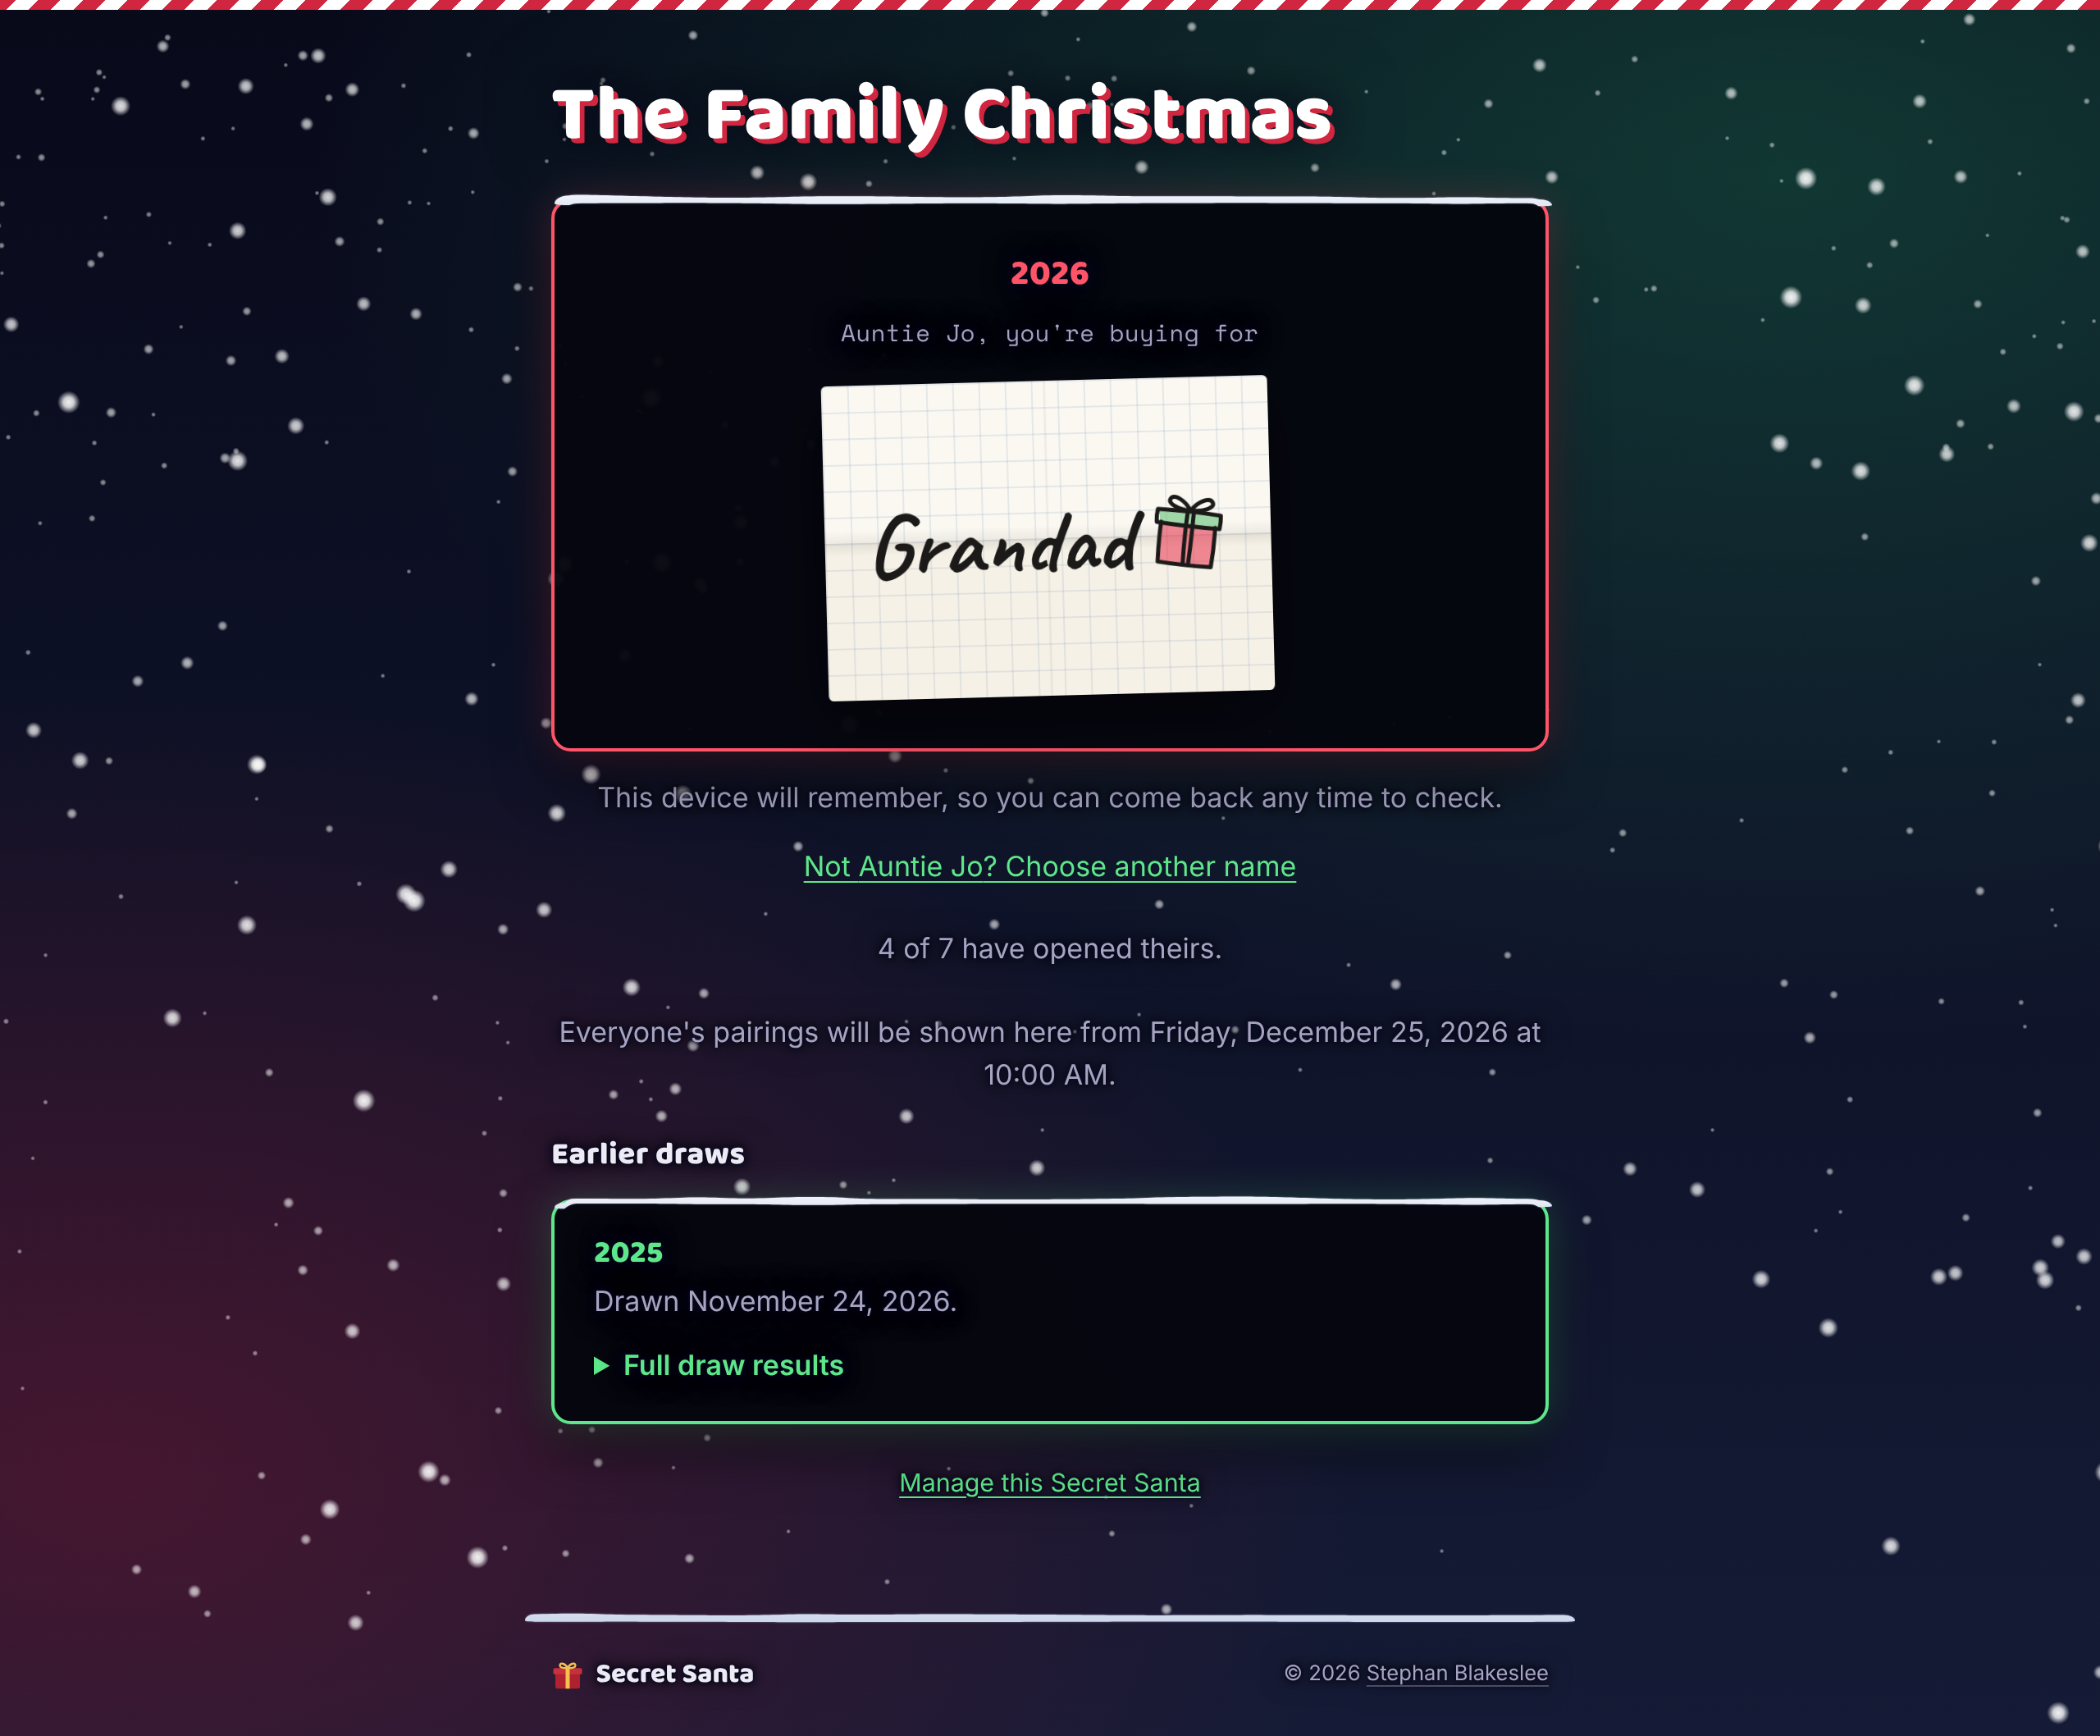 The Family Christmas
2026
Auntie Jo, you're buying for
Grandad
This device will remember, so you can come back any time to check.
Not Auntie Jo? Choose another name
4 of 7 have opened theirs.
Everyone's pairings will be shown here from Friday, December 25, 2026 at
10:00 AM.
Earlier draws
2025
Drawn November 24, 2026.
Full draw results
Manage this Secret Santa
Secret Santa
© 2026 Stephan Blakeslee